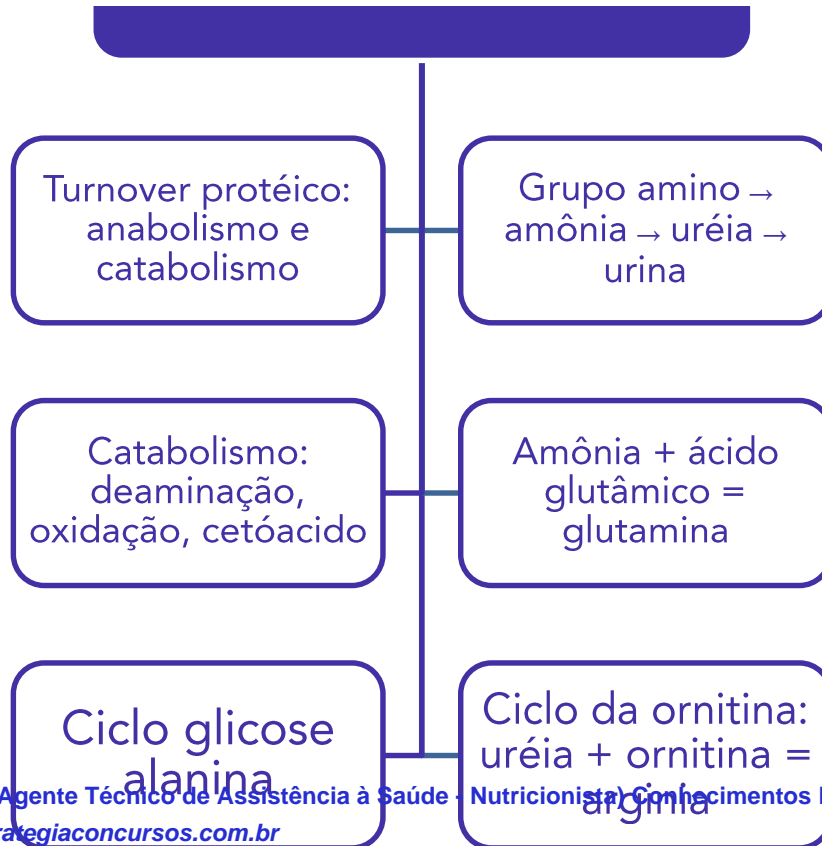 Turnover protéico:
anabolismo e
catabolismo
Grupo amino →
amônia → uréia →
urina
Catabolismo:
deaminação,
oxidação, cetóacido
Amônia + ácido
glutâmico =
glutamina
Ciclo glicose
alanina
Ciclo da ornitina:
uréia + ornitina =
arginia
Agente Técnico de Assistência à Saúde - Nutricionista) Conhecimentos
rategiaconcursos.com.br